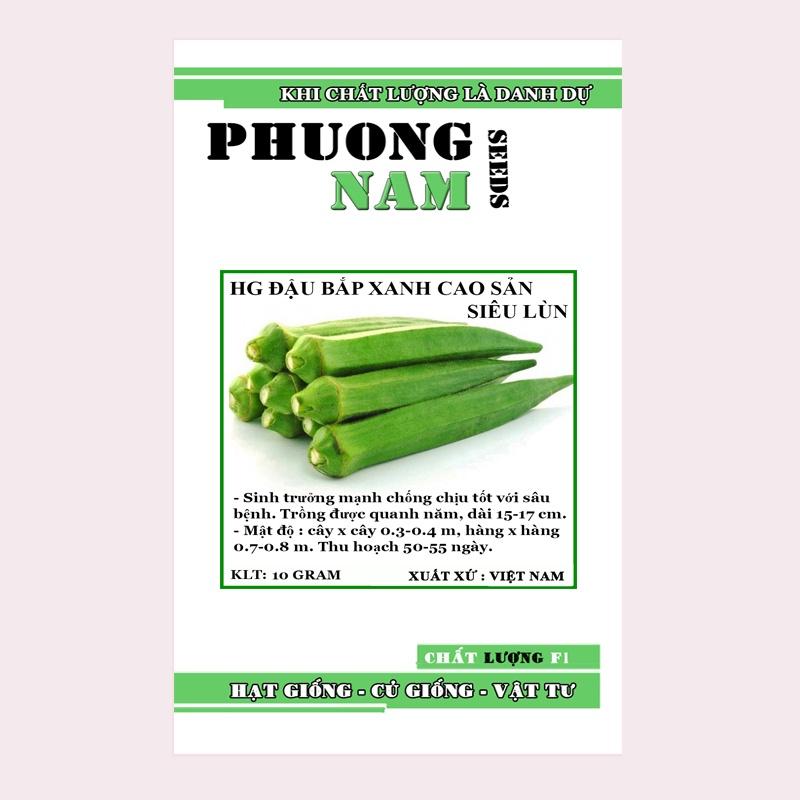 KHI CHẤT LƯỢNG LÀ DANH DỰ
PHUONG
NAM
SEEDS
HG ĐẬU BẮP XANH CAO SẢN
SIÊU LÙN
- Sinh trưởng mạnh chống chịu tốt với sâu
bệnh. Trồng được quanh năm, dài 15-17 cm.
- Mật độ : cây x cây 0.3-0.4 m, hàng x hàng
0.7-0.8 m. Thu hoạch 50-55 ngày.
KLT: 10 GRAM XUẤT XỨ : VIỆT NAM
CHẤT LƯỢNG F1
HẠT GIỐNG - CỦ GIỐNG - VẬT TƯ